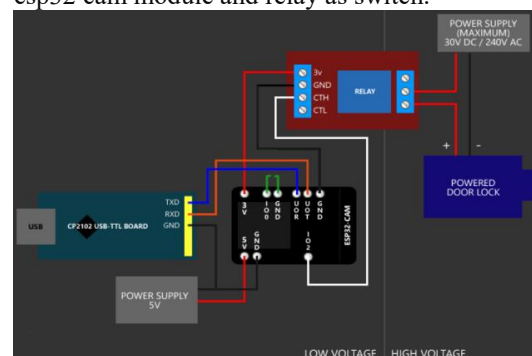 esp32 cam module and relay as switch.
POWER SUPPLY
(MAXIMUM)
30V DC / 240V AC
3v
GND
CTH
CTL
RELAY
+ -
POWERED
DOOR LOCK
TXD
RXD
GND
USB
CP2102 USB-TTL BOARD
3V
IO0
GND
UOR
UOT
GND
5V
GND
IO2
ESP32-CAM
POWER SUPPLY
5V
LOW VOLTAGE
HIGH VOLTAGE